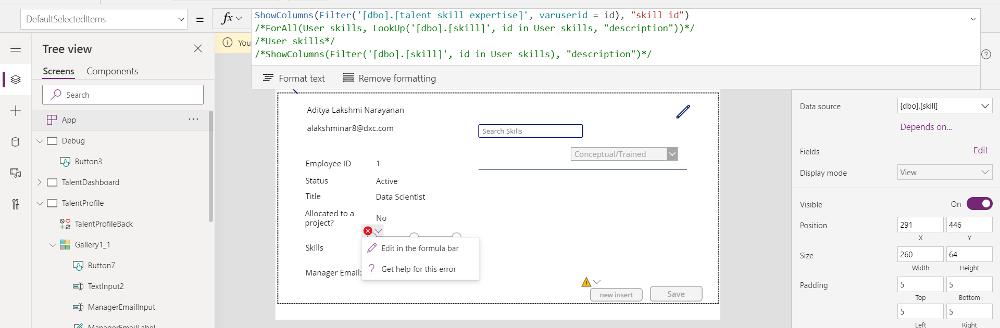 DefaultSelectedItems
=
fx
ShowColumns(Filter('[dbo].[talent_skill_expertise]', varuserid = id), "skill_id")
/*ForAll(User_skills, LookUp('[dbo].[skill]', id in User_skills, "description"))*/
/*User_skills*/
/*ShowColumns(Filter('[dbo].[skill]', id in User_skills), "description")*/
Format text
Remove formatting
You
Tree view
Screens
Components
Search
App
...
Debug
Button3
TalentDashboard
TalentProfile
TalentProfileBack
Gallery1_1
Button7
TextInput2
ManagerEmailInput
ManagerEmailLabel
Aditya Lakshmi Narayanan
alakshminar8@dxc.com
Search Skills
Conceptual/Trained
Employee ID 1
Status Active
Title Data Scientist
Allocated to a
project?
No
Skills
Edit in the formula bar
Get help for this error
Manager Email:
new insert
Save
Data source [dbo].[skill]
Depends on...
Fields Edit
Display mode View
Visible On
Position 291 446
X Y
Size 260 64
Width Height
Padding 5 5
Top Bottom
5 5
Left Right